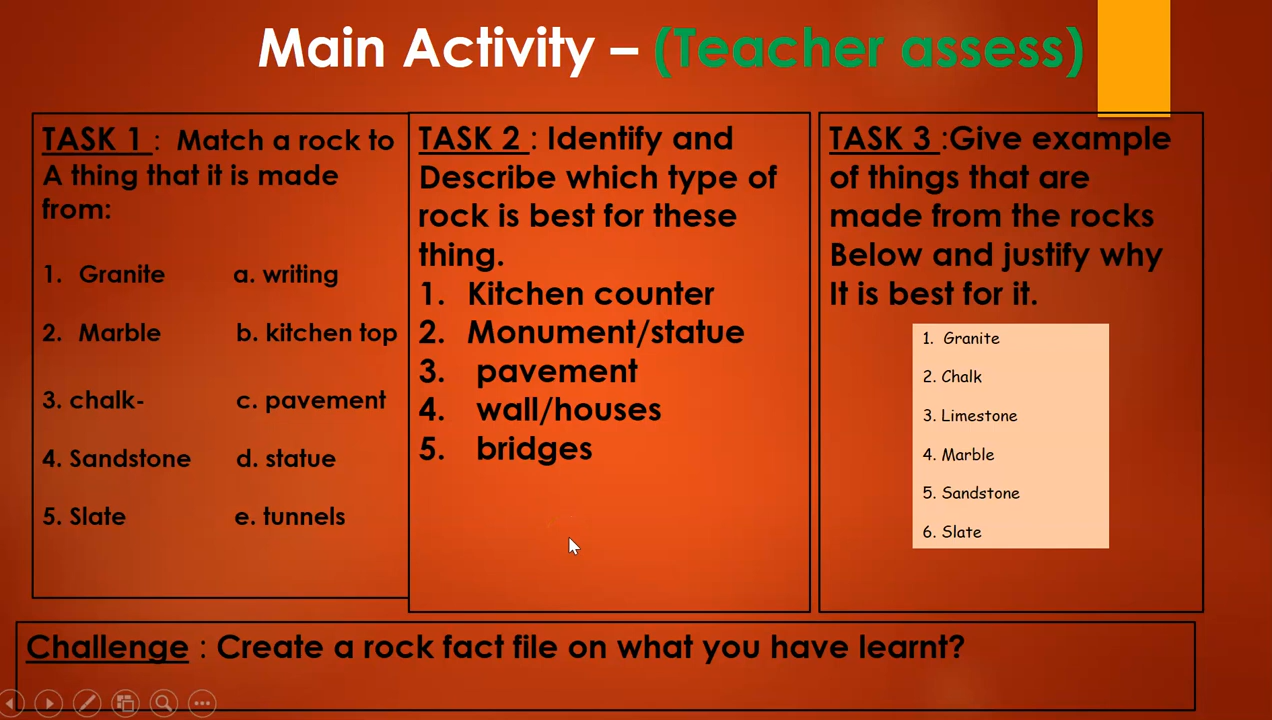 Main Activity – (Teacher assess)
TASK 1 : Match a rock to
A thing that it is made
from:
1. Granite a. writing
2. Marble b. kitchen top
3. chalk- c. pavement
4. Sandstone d. statue
5. Slate e. tunnels
TASK 2 : Identify and
Describe which type of
rock is best for these
thing.
1. Kitchen counter
2. Monument/statue
3. pavement
4. wall/houses
5. bridges
TASK 3 :Give example
of things that are
made from the rocks
Below and justify why
It is best for it.
1. Granite
2. Chalk
3. Limestone
4. Marble
5. Sandstone
6. Slate
Challenge : Create a rock fact file on what you have learnt?